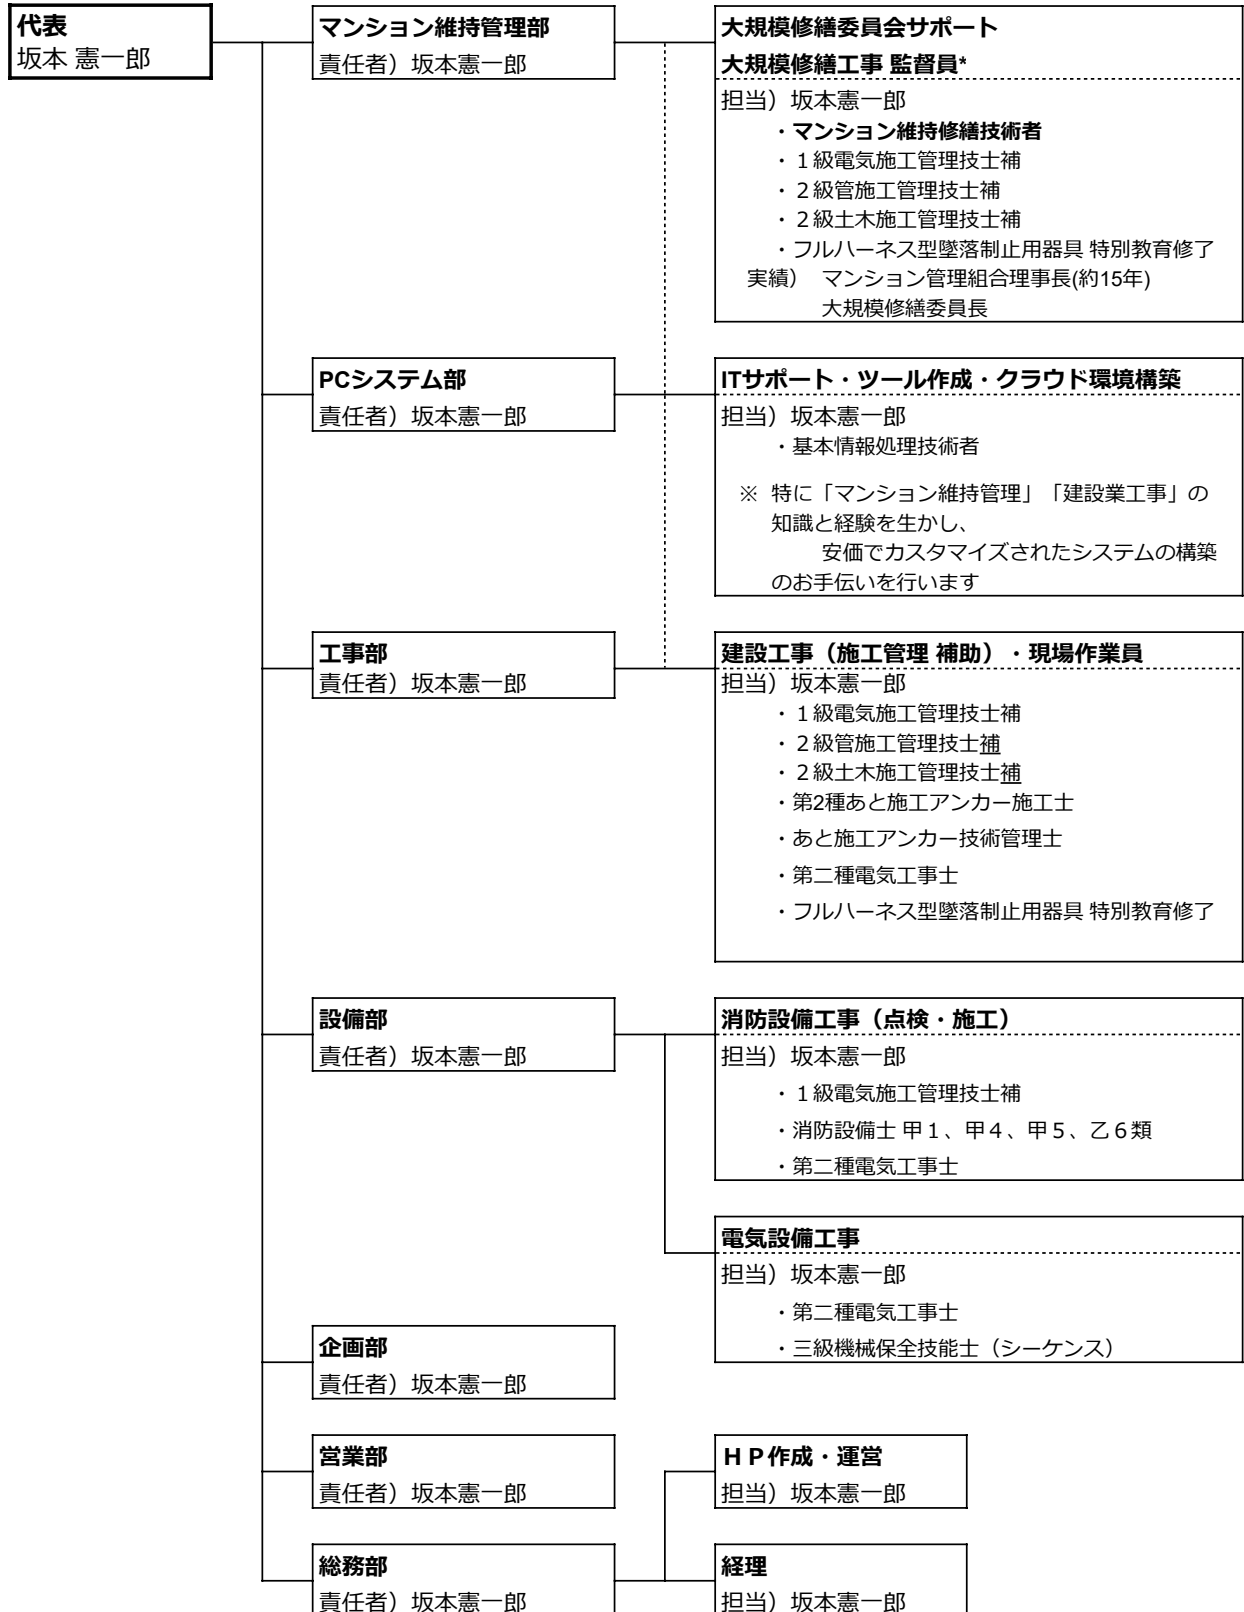 代表
坂本 憲一郎
マンション維持管理部
責任者）坂本憲一郎
大規模修繕委員会サポート
大規模修繕工事 監督員*
担当）坂本憲一郎
・マンション維持修繕技術者
・１級電気施工管理技士補
・２級管施工管理技士補
・２級土木施工管理技士補
・フルハーネス型墜落制止用器具 特別教育修了
実績） マンション管理組合理事長(約15年)
大規模修繕委員長
PCシステム部
責任者）坂本憲一郎
ITサポート・ツール作成・クラウド環境構築
担当）坂本憲一郎
・基本情報処理技術者
※ 特に「マンション維持管理」「建設業工事」の
知識と経験を生かし、
安価でカスタマイズされたシステムの構築
のお手伝いを行います
工事部
責任者）坂本憲一郎
建設工事（施工管理 補助）・現場作業員
担当）坂本憲一郎
・１級電気施工管理技士補
・２級管施工管理技士補
・２級土木施工管理技士補
・第2種あと施工アンカー施工士
・あと施工アンカー技術管理士
・第二種電気工事士
・フルハーネス型墜落制止用器具 特別教育修了
設備部
責任者）坂本憲一郎
消防設備工事（点検・施工）
担当）坂本憲一郎
・１級電気施工管理技士補
・消防設備士 甲１、甲４、甲５、乙６類
・第二種電気工事士
電気設備工事
担当）坂本憲一郎
・第二種電気工事士
・三級機械保全技能士（シーケンス）
企画部
責任者）坂本憲一郎
営業部
責任者）坂本憲一郎
ＨＰ作成・運営
担当）坂本憲一郎
総務部
責任者）坂本憲一郎
経理
担当）坂本憲一郎